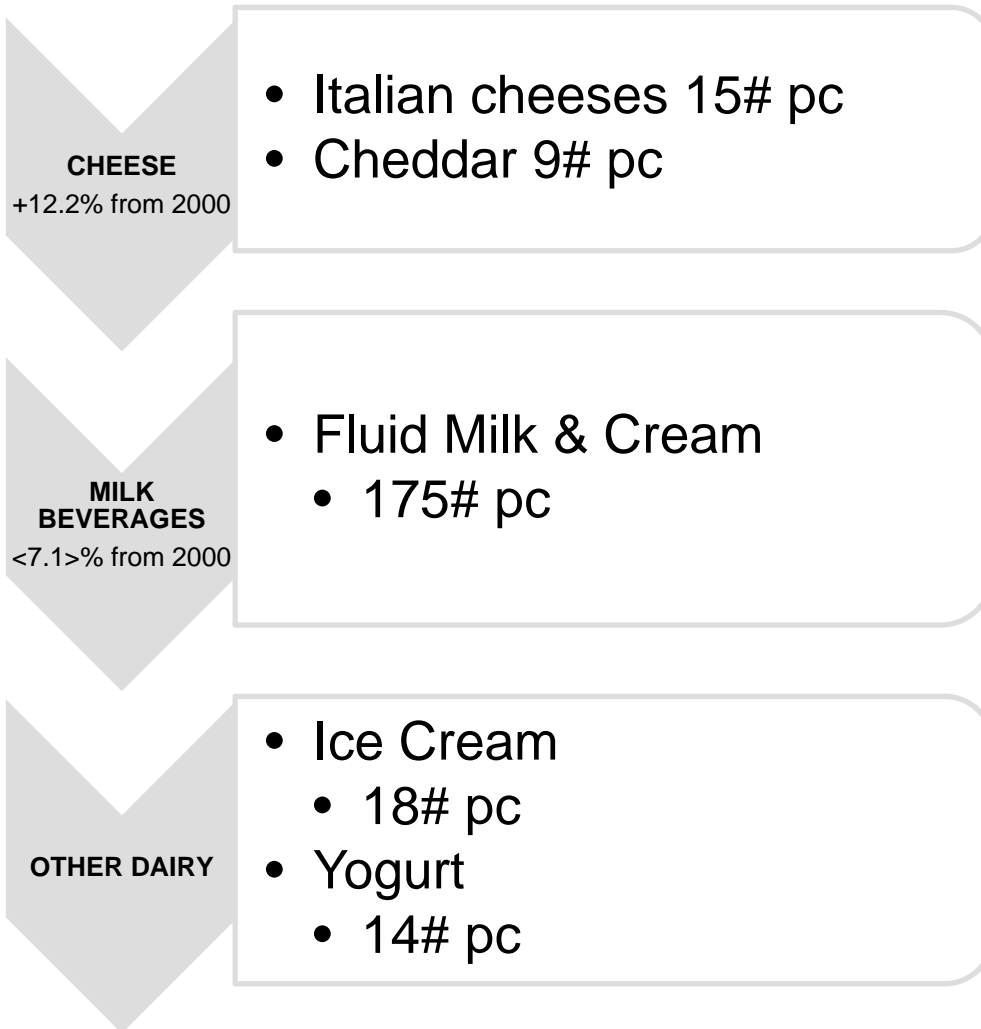 CHEESE
+12.2% from 2000
• Italian cheeses 15# pc
• Cheddar 9# pc
MILK
BEVERAGES
<7.1>% from 2000
• Fluid Milk & Cream
• 175# pc
OTHER DAIRY
• Ice Cream
• 18# pc
• Yogurt
• 14# pc